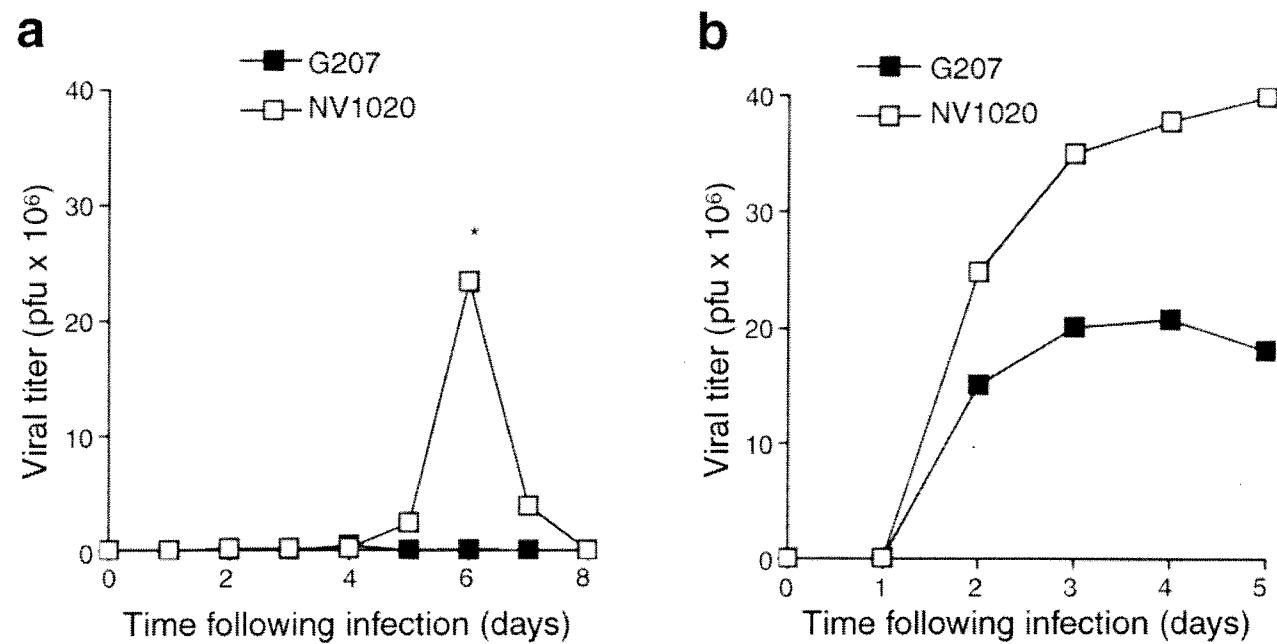 a
G207
NV1020
40
30
20
10
0
*
0 2 4 6 8
Viral titer (pfu x 10⁶)
Time following infection (days)
b
G207
NV1020
40
30
20
10
0
0 1 2 3 4 5
Viral titer (pfu x 10⁶)
Time following infection (days)